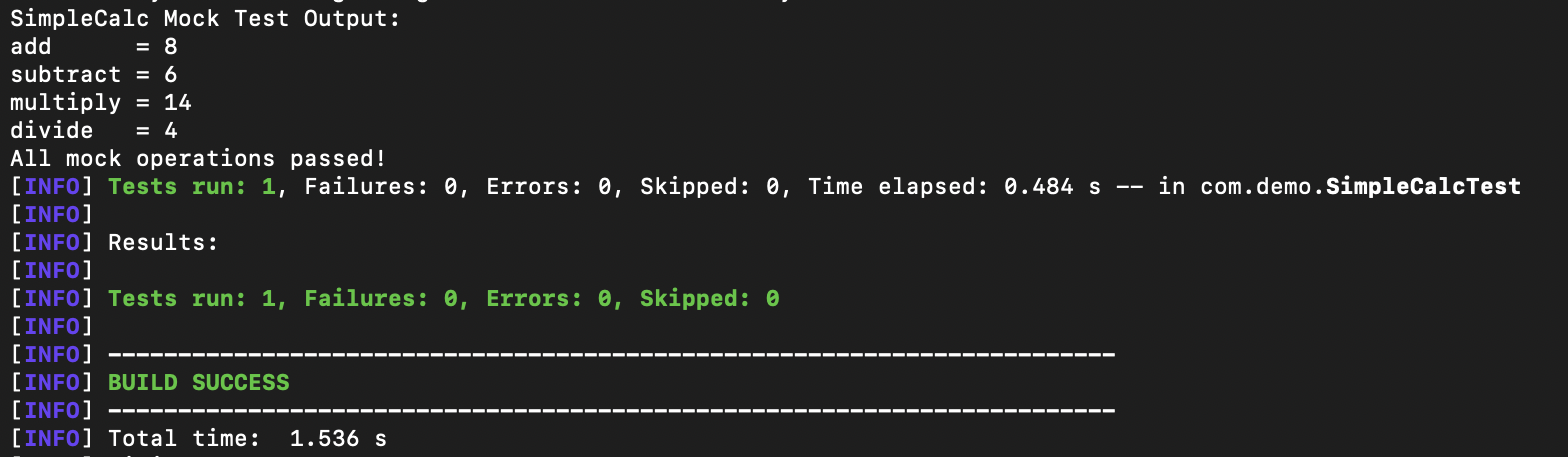 SimpleCalc Mock Test Output:
add      = 8
subtract = 6
multiply = 14
divide   = 4
All mock operations passed!
[INFO] Tests run: 1, Failures: 0, Errors: 0, Skipped: 0, Time elapsed: 0.484 s -- in com.demo.SimpleCalcTest
[INFO]
[INFO] Results:
[INFO]
[INFO] Tests run: 1, Failures: 0, Errors: 0, Skipped: 0
[INFO]
[INFO] ------------------------------------------------------------------------
[INFO] BUILD SUCCESS
[INFO] ------------------------------------------------------------------------
[INFO] Total time:  1.536 s